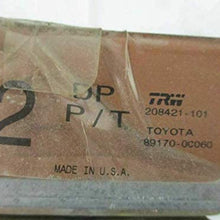 2 DP TRW
P/T 208421-101
TOYOTA
89170-0C060
MADE IN U.S.A.